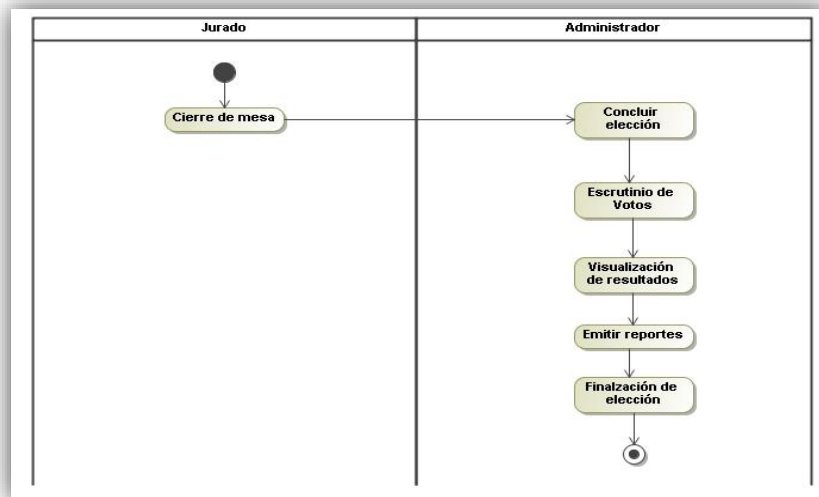 Jurado
Administrador
Cierre de mesa
Concluir
elección
Escrutinio de
Votos
Visualización
de resultados
Emitir reportes
Finalzación de
elección